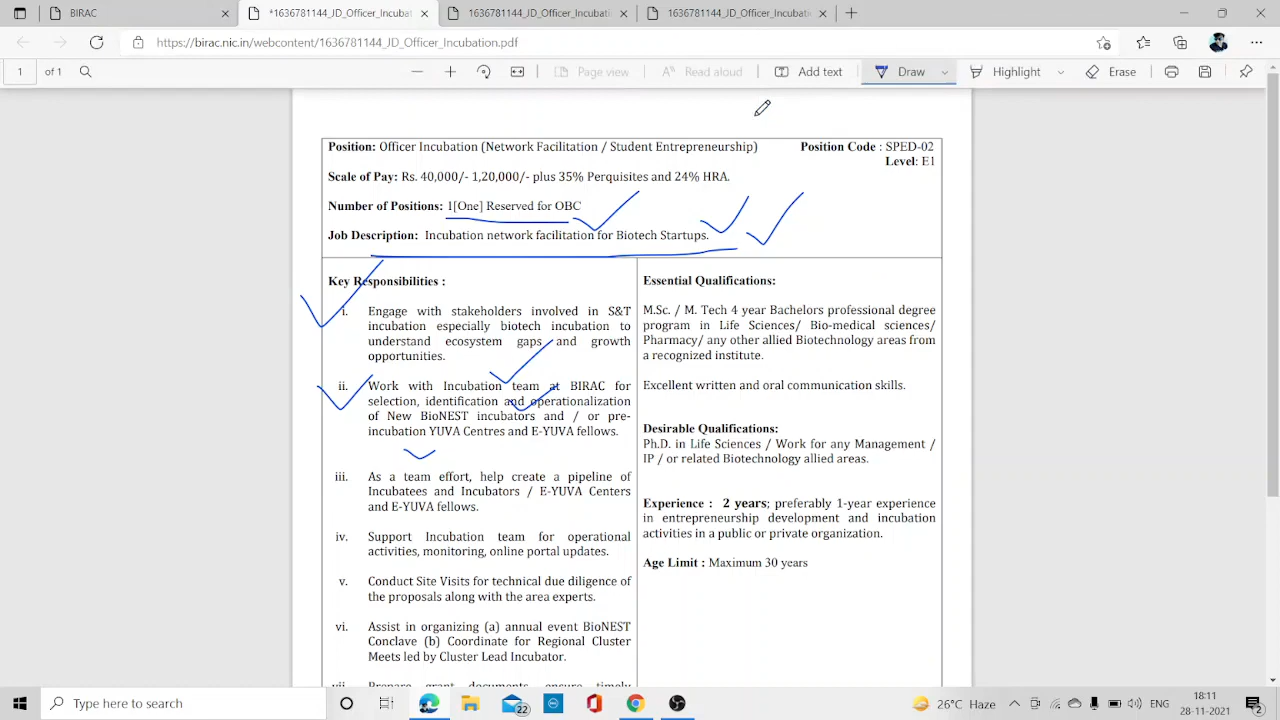 BIRAC
*1636781144_JD_Officer_Incubat
1636781144_JD_Officer_Incubati
1636781144_JD_Officer_Incubate
https://birac.nic.in/webcontent/1636781144_JD_Officer_Incubation.pdf
1 of 1
Page view
Read aloud
Add text
Draw
Highlight
Erase
Position: Officer Incubation (Network Facilitation / Student Entrepreneurship)
Position Code : SPED-02
Level: E1
Scale of Pay: Rs. 40,000/- 1,20,000/- plus 35% Perquisites and 24% HRA.
Number of Positions: 1[One] Reserved for OBC
Job Description: Incubation network facilitation for Biotech Startups.
Key Responsibilities :
i. Engage with stakeholders involved in S&T
incubation especially biotech incubation to
understand ecosystem gaps and growth
opportunities.
ii. Work with Incubation team at BIRAC for
selection, identification and operationalization
of New BioNEST incubators and / or pre-
incubation YUVA Centres and E-YUVA fellows.
iii. As a team effort, help create a pipeline of
Incubatees and Incubators / E-YUVA Centers
and E-YUVA fellows.
iv. Support Incubation team for operational
activities, monitoring, online portal updates.
v. Conduct Site Visits for technical due diligence of
the proposals along with the area experts.
vi. Assist in organizing (a) annual event BioNEST
Conclave (b) Coordinate for Regional Cluster
Meets led by Cluster Lead Incubator.
vii. Prepare grant documents, ensure timely
Essential Qualifications:
M.Sc. / M. Tech 4 year Bachelors professional degree
program in Life Sciences/ Bio-medical sciences/
Pharmacy/ any other allied Biotechnology areas from
a recognized institute.
Excellent written and oral communication skills.
Desirable Qualifications:
Ph.D. in Life Sciences / Work for any Management /
IP / or related Biotechnology allied areas.
Experience : 2 years; preferably 1-year experience
in entrepreneurship development and incubation
activities in a public or private organization.
Age Limit : Maximum 30 years
Type here to search
22
26°C Haze
ENG
18:11
28-11-2021
2